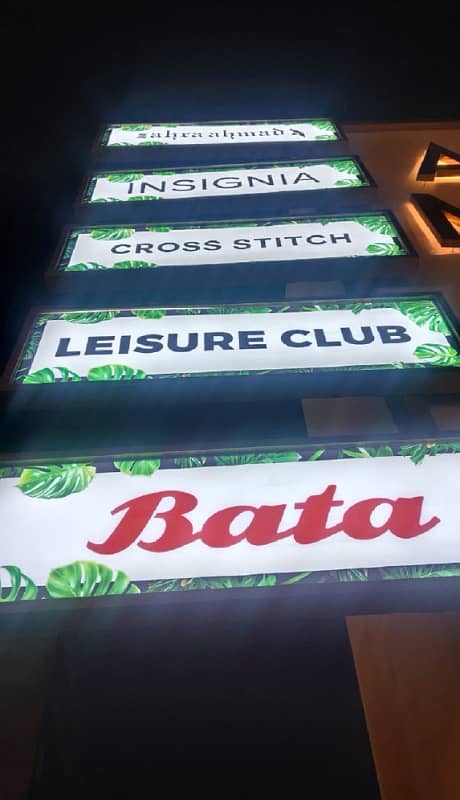 zahra ahmad
INSIGNIA
CROSS STITCH
LEISURE CLUB
Bata